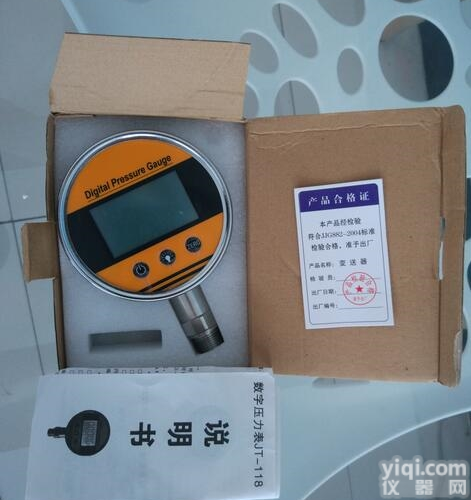 Digital Pressure Gauge
ZERO
产品合格证
本产品经检验
符合JJG882-2004标准
检验合格，准予出厂
产品名称：变送器
检验员：
出厂日期：
出厂编号：
数字压力表JT-118
说明书
yiqi.com
仪器网